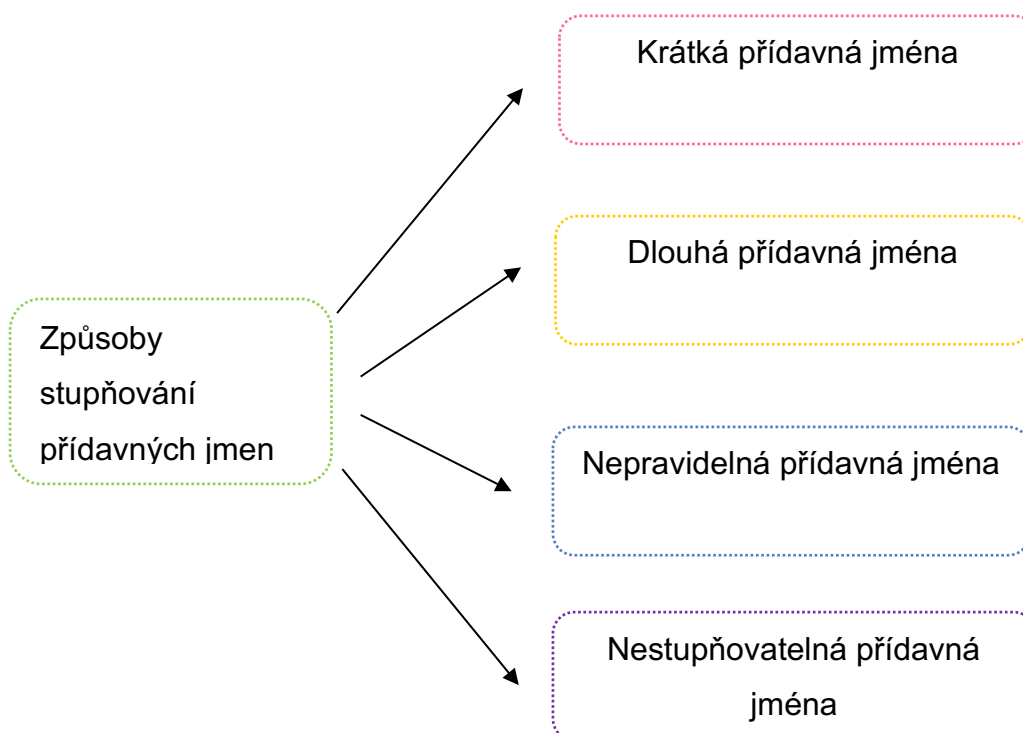 Krátká přídavná jména
Dlouhá přídavná jména
Způsoby
stupňování
přídavných jmen
Nepravidelná přídavná jména
Nestupňovatelná přídavná
jména